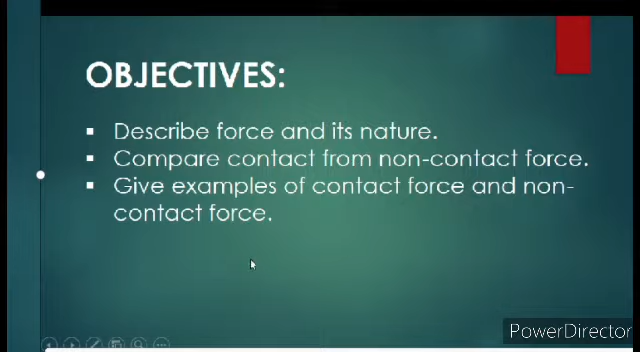 OBJECTIVES:
▪ Describe force and its nature.
▪ Compare contact from non-contact force.
▪ Give examples of contact force and non-
contact force.
PowerDirector